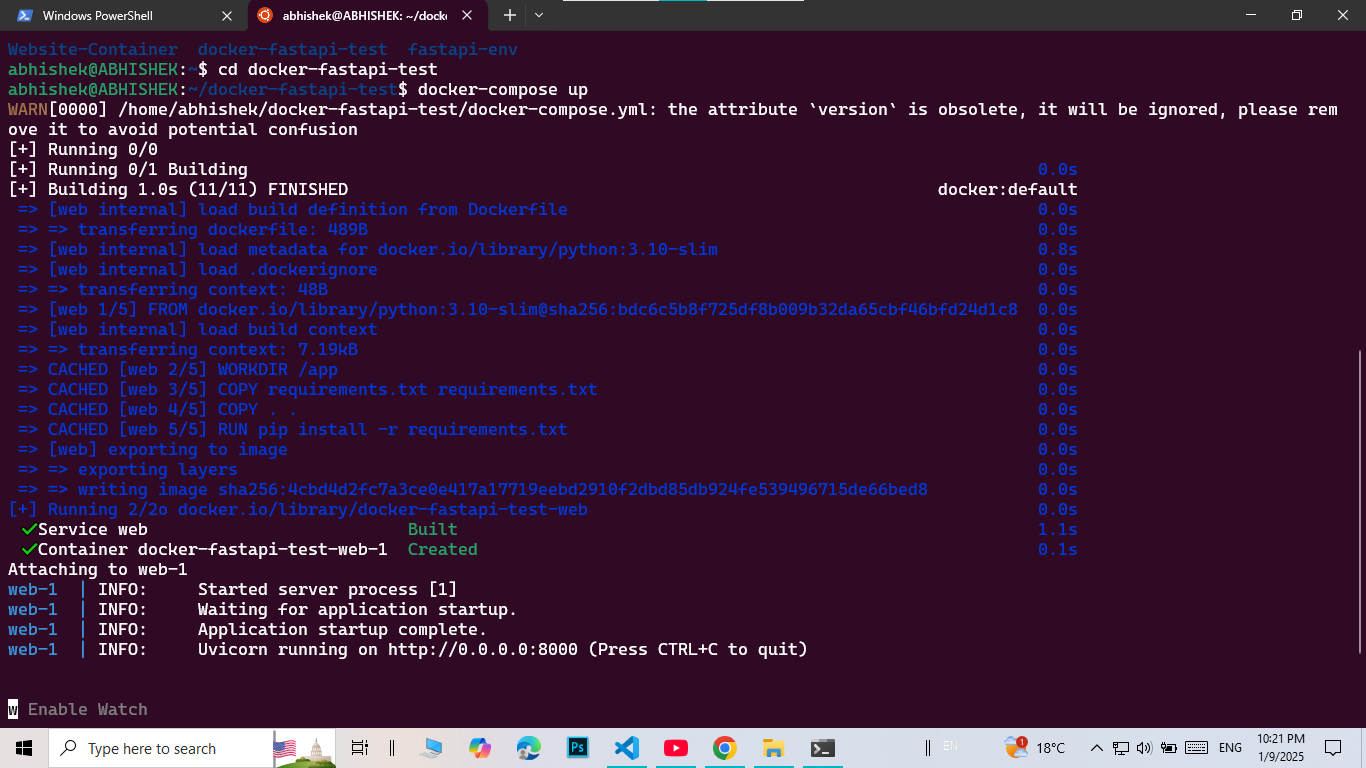 Windows PowerShell
abhishek@ABHISHEK: ~/docke
Website-Container docker-fastapi-test fastapi-env
abhishek@ABHISHEK:~$ cd docker-fastapi-test
abhishek@ABHISHEK:~/docker-fastapi-test$ docker-compose up
WARN[0000] /home/abhishek/docker-fastapi-test/docker-compose.yml: the attribute `version` is obsolete, it will be ignored, please rem
ove it to avoid potential confusion
[+] Running 0/0
[+] Running 0/1 Building 0.0s
[+] Building 1.0s (11/11) FINISHED docker:default
=> [web internal] load build definition from Dockerfile 0.0s
=> => transferring dockerfile: 489B 0.0s
=> [web internal] load metadata for docker.io/library/python:3.10-slim 0.8s
=> [web internal] load .dockerignore 0.0s
=> => transferring context: 48B 0.0s
=> [web 1/5] FROM docker.io/library/python:3.10-slim@sha256:bdc6c5b8f725df8b009b32da65cbf46bfd24d1c8 0.0s
=> [web internal] load build context 0.0s
=> => transferring context: 7.19kB 0.0s
=> CACHED [web 2/5] WORKDIR /app 0.0s
=> CACHED [web 3/5] COPY requirements.txt requirements.txt 0.0s
=> CACHED [web 4/5] COPY . . 0.0s
=> CACHED [web 5/5] RUN pip install -r requirements.txt 0.0s
=> [web] exporting to image 0.0s
=> => exporting layers 0.0s
=> => writing image sha256:4cbd4d2fc7a3ce0e417a17719eebd2910f2dbd85db924fe539496715de66bed8 0.0s
[+] Running 2/2o docker.io/library/docker-fastapi-test-web 0.0s
✓Service web Built 1.1s
✓Container docker-fastapi-test-web-1 Created 0.1s
Attaching to web-1
web-1 | INFO: Started server process [1]
web-1 | INFO: Waiting for application startup.
web-1 | INFO: Application startup complete.
web-1 | INFO: Uvicorn running on http://0.0.0.0:8000 (Press CTRL+C to quit)
w Enable Watch
Type here to search
Ps
EN
1
18°C
ENG
10:21 PM
1/9/2025